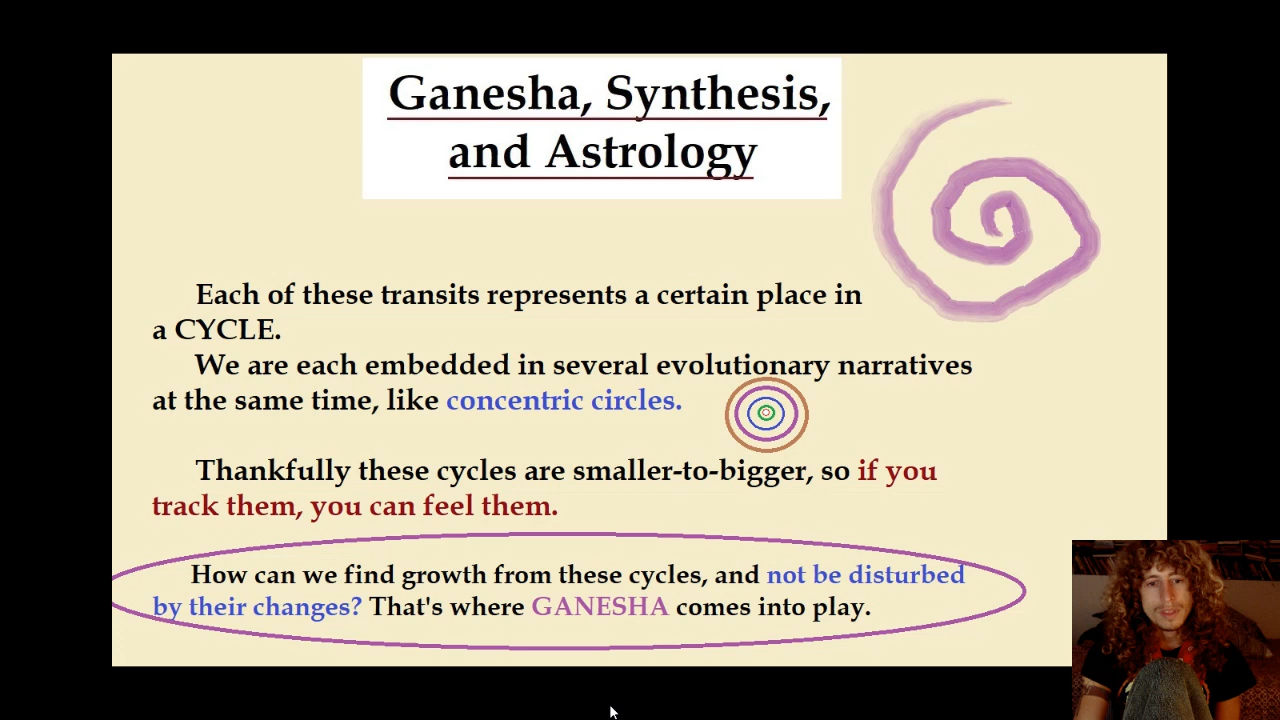 Ganesha, Synthesis,
and Astrology
Each of these transits represents a certain place in
a CYCLE.
We are each embedded in several evolutionary narratives
at the same time, like concentric circles.
Thankfully these cycles are smaller-to-bigger, so if you
track them, you can feel them.
How can we find growth from these cycles, and not be disturbed
by their changes? That's where GANESHA comes into play.